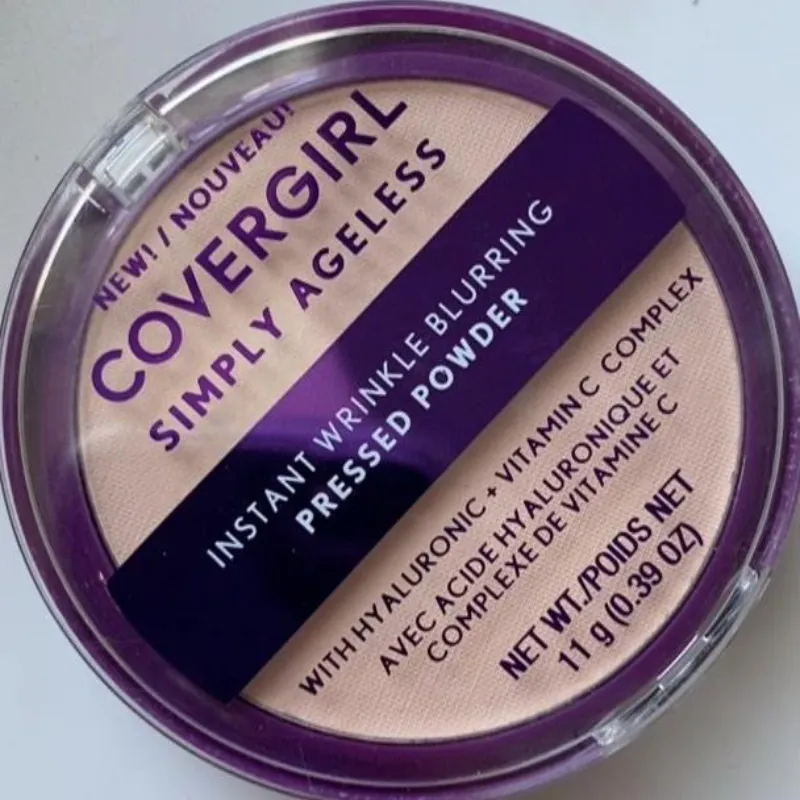 NEW! / NOUVEAU!
COVERGIRL
SIMPLY AGELESS
INSTANT WRINKLE BLURRING
PRESSED POWDER
WITH HYALURONIC + VITAMIN C COMPLEX
AVEC ACIDE HYALURONIQUE ET
COMPLEXE DE VITAMINE C
NET WT./POIDS NET
11 g (0.39 OZ)